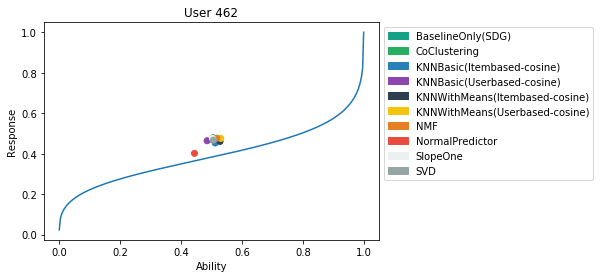 User 462
1.0
0.8
0.6
0.4
0.2
0.0
Response
0.0 0.2 0.4 0.6 0.8 1.0
Ability
BaselineOnly(SDG)
CoClustering
KNNBasic(Itembased-cosine)
KNNBasic(Userbased-cosine)
KNNWithMeans(Itembased-cosine)
KNNWithMeans(Userbased-cosine)
NMF
NormalPredictor
SlopeOne
SVD